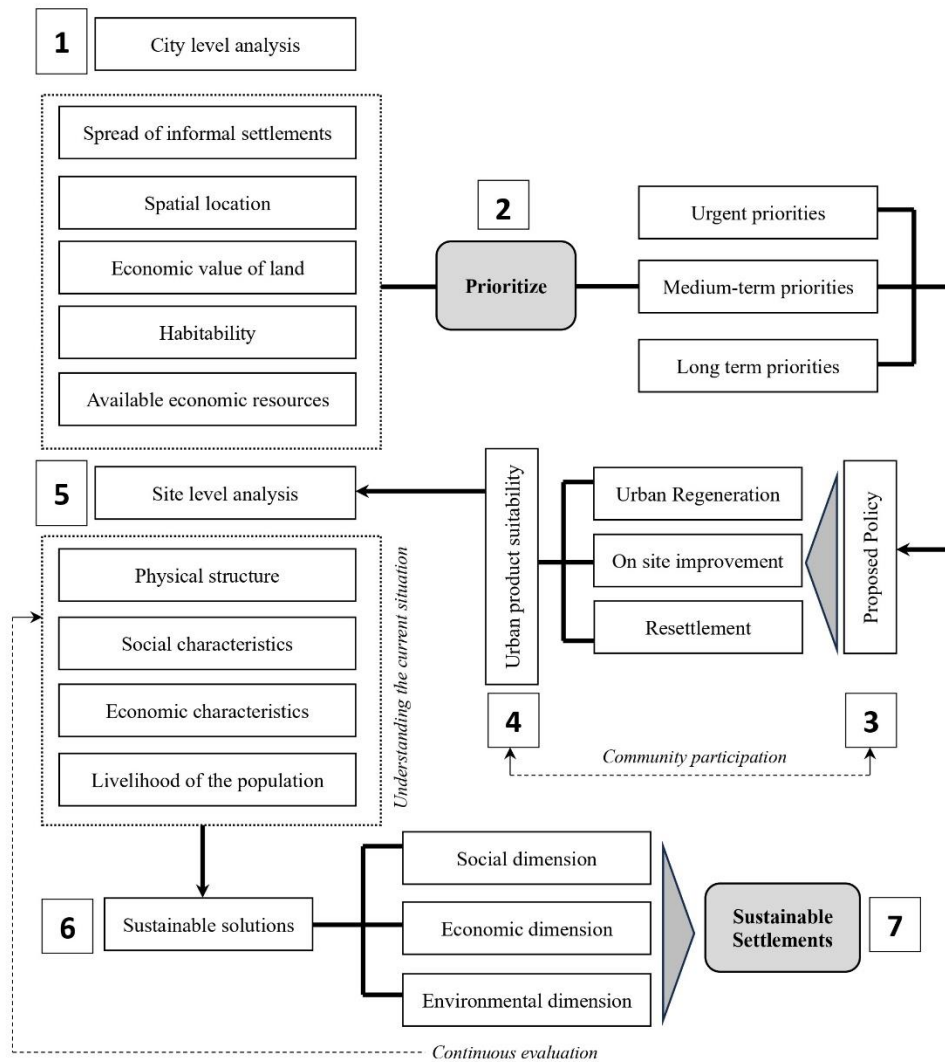 1
City level analysis
Spread of informal settlements
Spatial location
Economic value of land
Habitability
Available economic resources
2
Prioritize
Urgent priorities
Medium-term priorities
Long term priorities
3
Proposed Policy
Urban Regeneration
On site improvement
Resettlement
4
Urban product suitability
Community participation
5
Site level analysis
Physical structure
Social characteristics
Economic characteristics
Livelihood of the population
Understanding the current situation
6
Sustainable solutions
Social dimension
Economic dimension
Environmental dimension
Sustainable
Settlements
7
Continuous evaluation